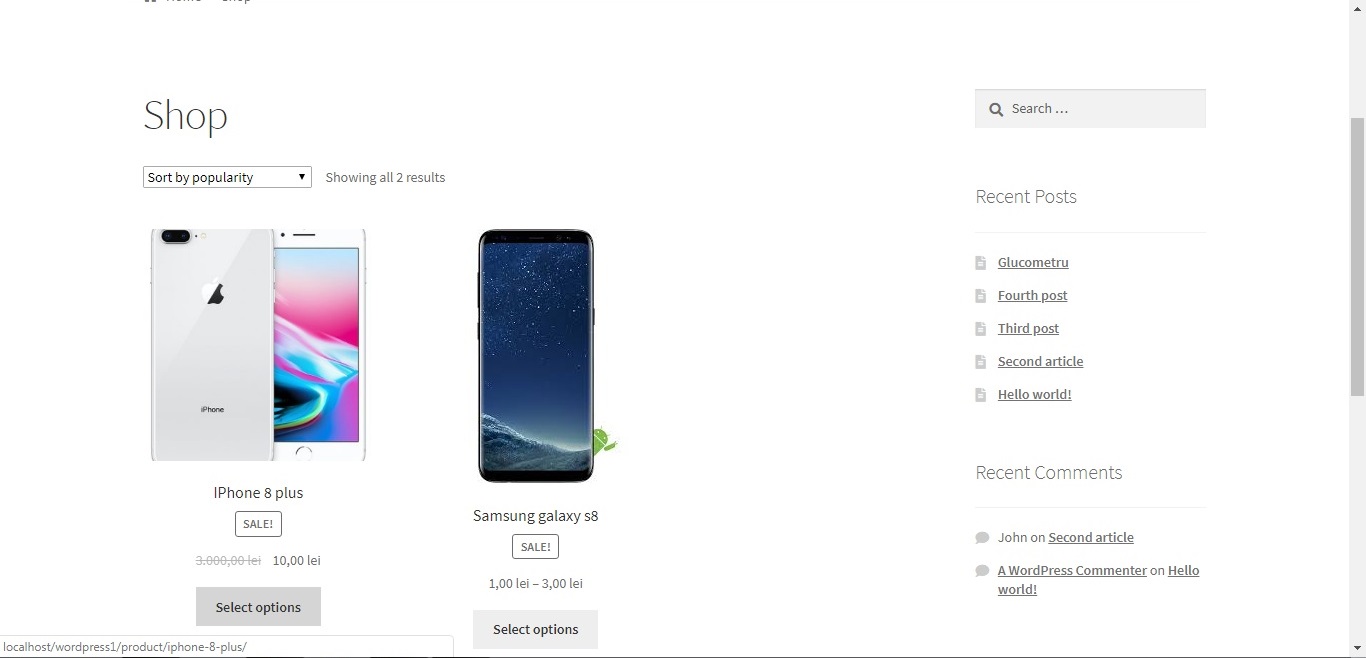 Home
Shop
Shop
Sort by popularity
Showing all 2 results
iPhone
IPhone 8 plus
SALE!
3.000,00 lei 10,00 lei
Select options
Samsung galaxy s8
SALE!
1,00 lei – 3,00 lei
Select options
Search …
Recent Posts
Glucometru
Fourth post
Third post
Second article
Hello world!
Recent Comments
John on Second article
A WordPress Commenter on Hello
world!
localhost/wordpress1/product/iphone-8-plus/